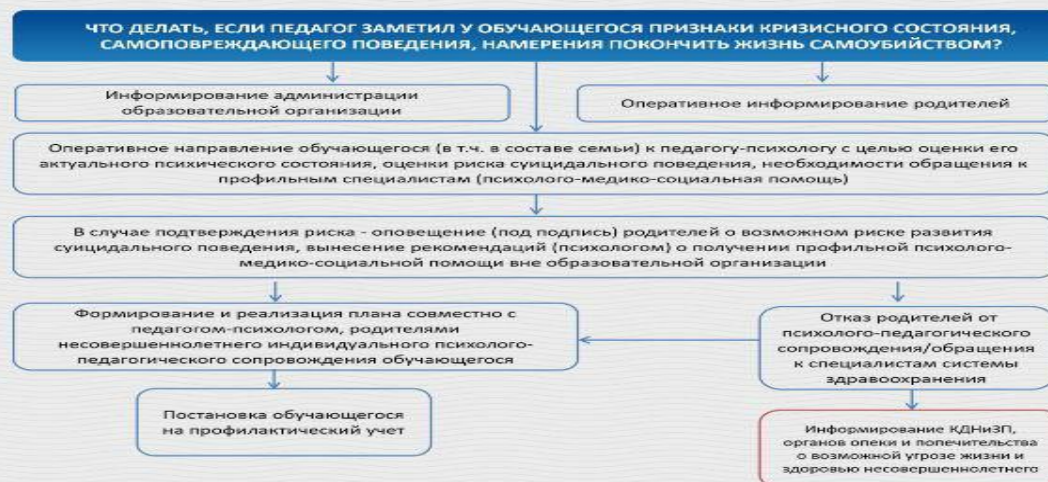 ЧТО ДЕЛАТЬ, ЕСЛИ ПЕДАГОГ ЗАМЕТИЛ У ОБУЧАЮЩЕГОСЯ ПРИЗНАКИ КРИЗИСНОГО СОСТОЯНИЯ,
САМОПОВРЕЖДАЮЩЕГО ПОВЕДЕНИЯ, НАМЕРЕНИЯ ПОКОНЧИТЬ ЖИЗНЬ САМОУБИЙСТВОМ?
Информирование администрации
образовательной организации
Оперативное информирование родителей
Оперативное направление обучающегося (в т.ч. в составе семьи) к педагогу-психологу с целью оценки его
актуального психического состояния, оценки риска суицидального поведения, необходимости обращения к
профильным специалистам (психолого-медико-социальная помощь)
В случае подтверждения риска - оповещение (под подпись) родителей о возможном риске развития
суицидального поведения, вынесение рекомендаций (психологом) о получении профильной психолого-
медико-социальной помощи вне образовательной организации
Формирование и реализация плана совместно с
педагогом-психологом, родителями
несовершеннолетнего индивидуального психолого-
педагогического сопровождения обучающегося
Отказ родителей от
психолого-педагогического
сопровождения/обращения
к специалистам системы
здравоохранения
Постановка обучающегося
на профилактический учет
Информирование КДНиЗП,
органов опеки и попечительства
о возможной угрозе жизни и
здоровью несовершеннолетнего